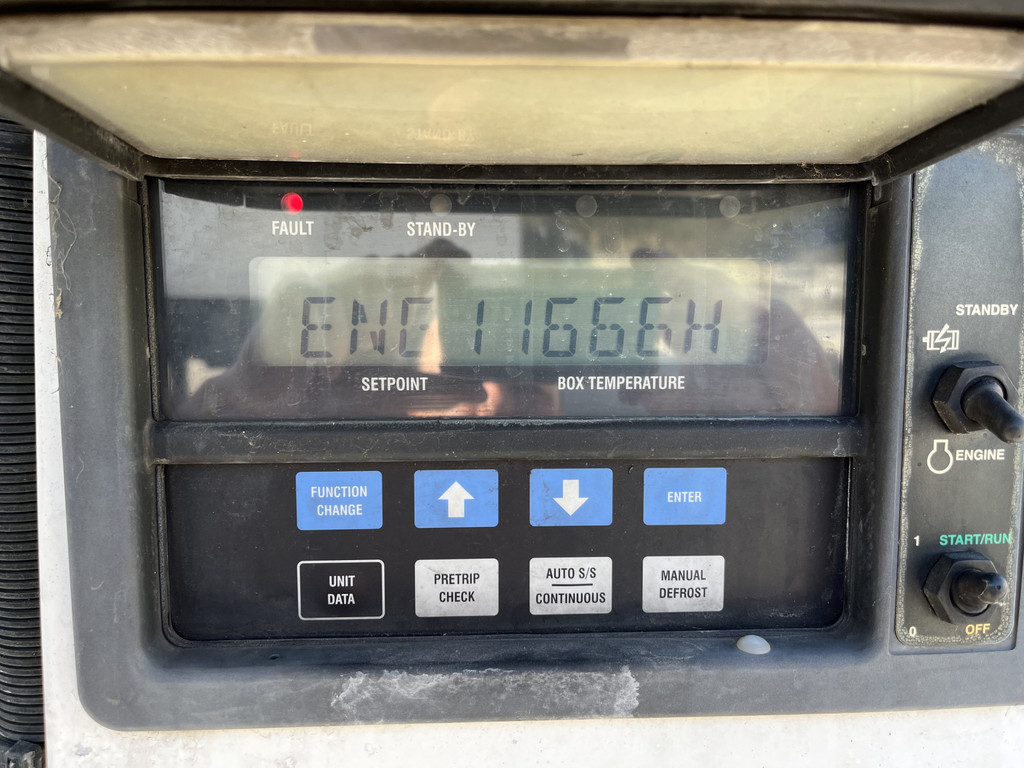 FAULT STAND-BY
ENG 11666H
SETPOINT BOX TEMPERATURE
FUNCTION
CHANGE
ENTER
UNIT
DATA
PRETRIP
CHECK
AUTO S/S
CONTINUOUS
MANUAL
DEFROST
STANDBY
ENGINE
1 START/RUN
0 OFF